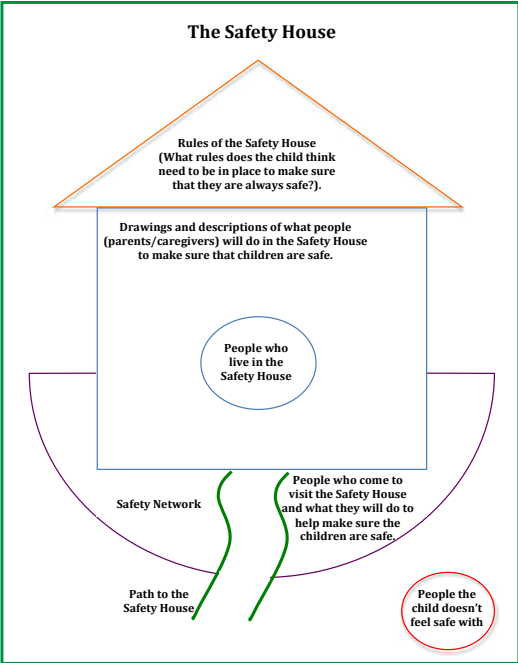 The Safety House
Rules of the Safety House
(What rules does the child think
need to be in place to make sure
that they are always safe?).
Drawings and descriptions of what people
(parents/caregivers) will do in the Safety House
to make sure that children are safe.
People who
live in the
Safety House
Safety Network
People who come to
visit the Safety House
and what they will do to
help make sure the
children are safe.
Path to the
Safety House
People the
child doesn't
feel safe with